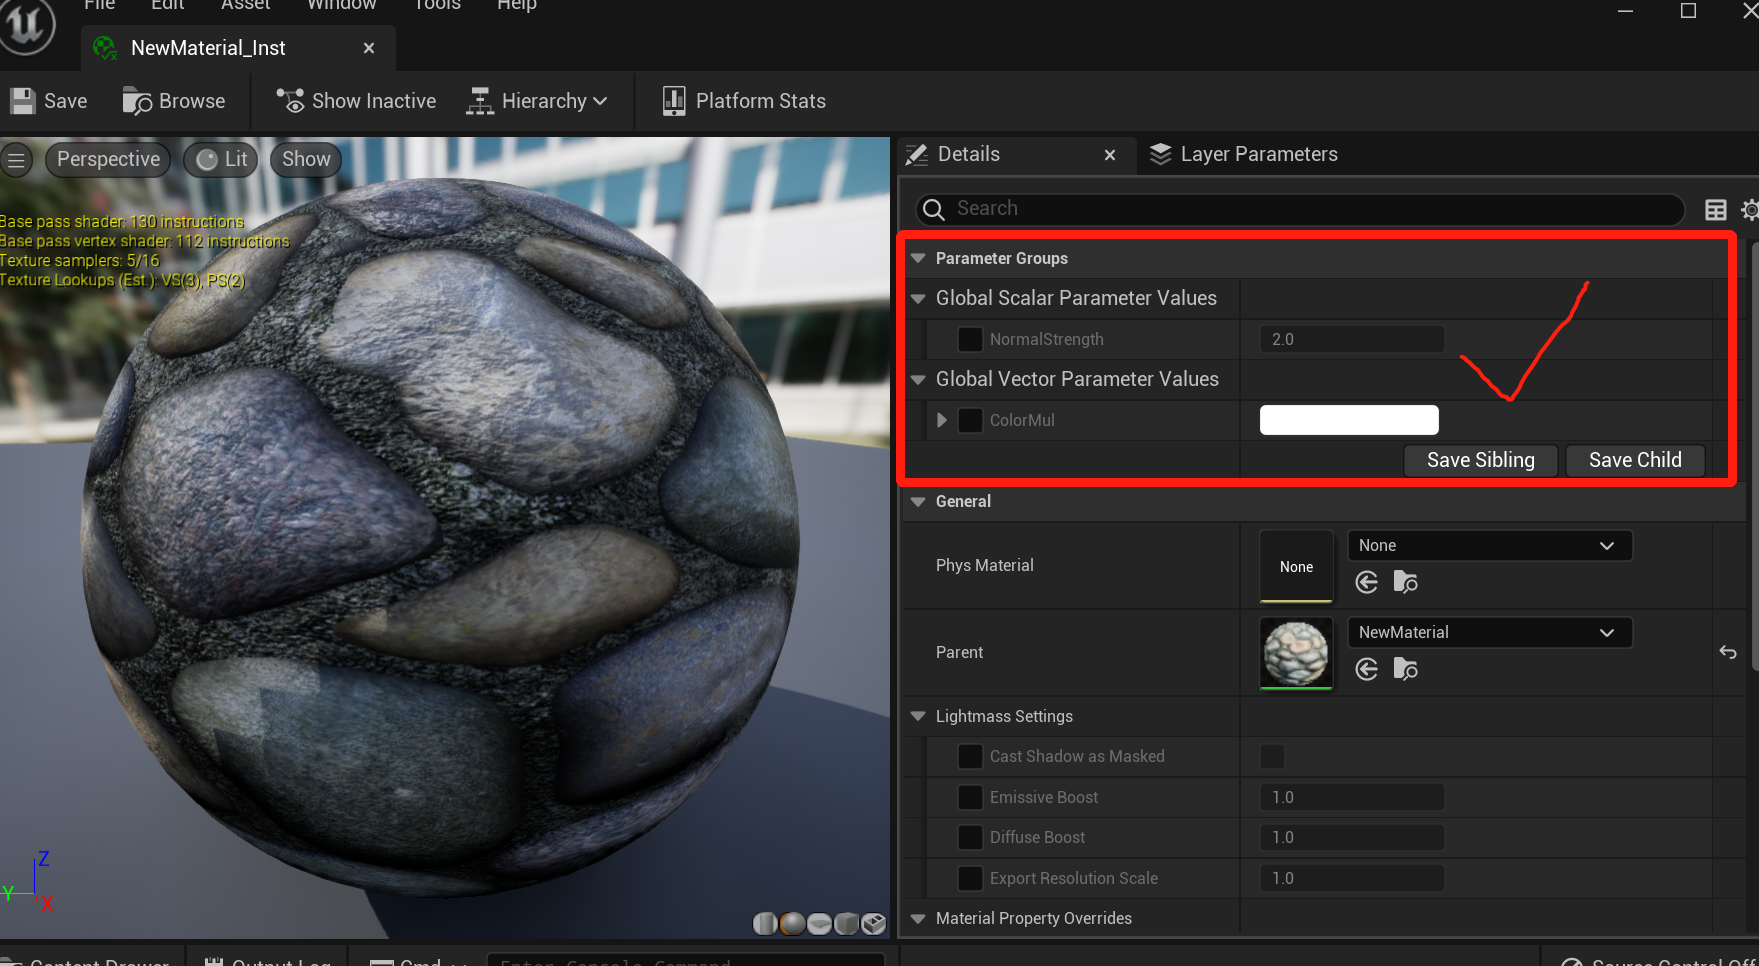 File Edit Asset Window Tools Help
NewMaterial_Inst
Save Browse Show Inactive Hierarchy Platform Stats
Perspective Lit Show
Base pass shader: 130 instructions
Base pass vertex shader: 112 instructions
Texture samplers: 5/16
Texture Lookups (Est.): VS(3), PS(2)
Z
Y
X
Details Layer Parameters
Search
Parameter Groups
Global Scalar Parameter Values
NormalStrength 2.0
Global Vector Parameter Values
ColorMul
Save Sibling Save Child
General
Phys Material None None
Parent NewMaterial
Lightmass Settings
Cast Shadow as Masked
Emissive Boost 1.0
Diffuse Boost 1.0
Export Resolution Scale 1.0
Material Property Overrides
Content Drawer Output Log Cmd Enter Console Command Source Control Off